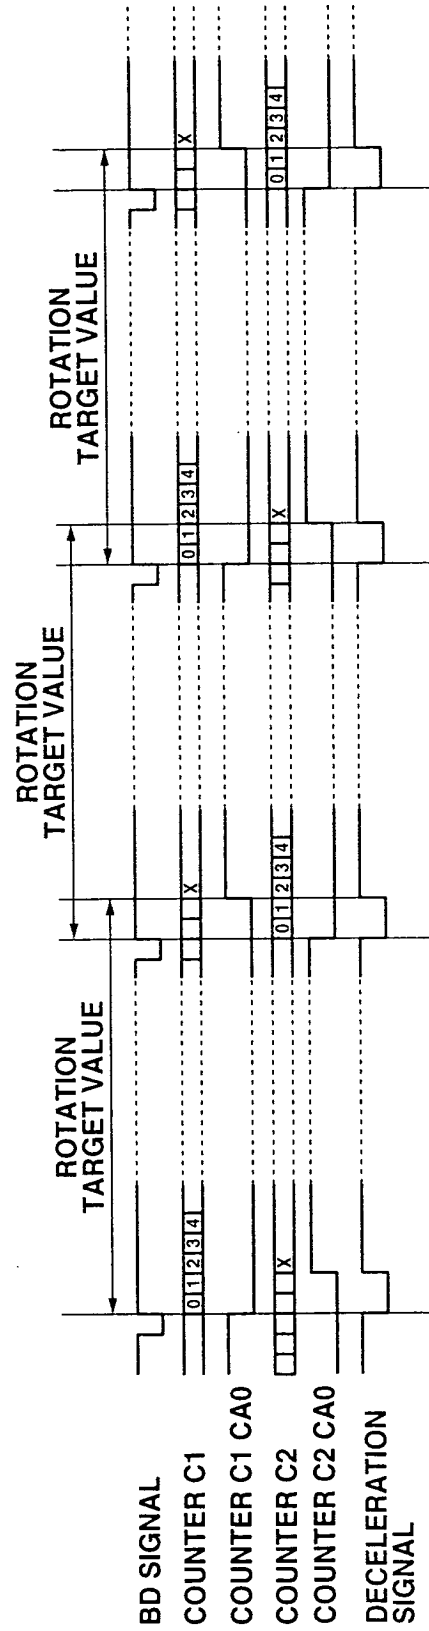 ROTATION
TARGET VALUE
ROTATION
TARGET VALUE
ROTATION
TARGET VALUE
BD SIGNAL
COUNTER C1
0 1 2 3 4
X
0 1 2 3 4
X
COUNTER C1 CA0
COUNTER C2
X
0 1 2 3 4
X
0 1 2 3 4
COUNTER C2 CA0
DECELERATION
SIGNAL